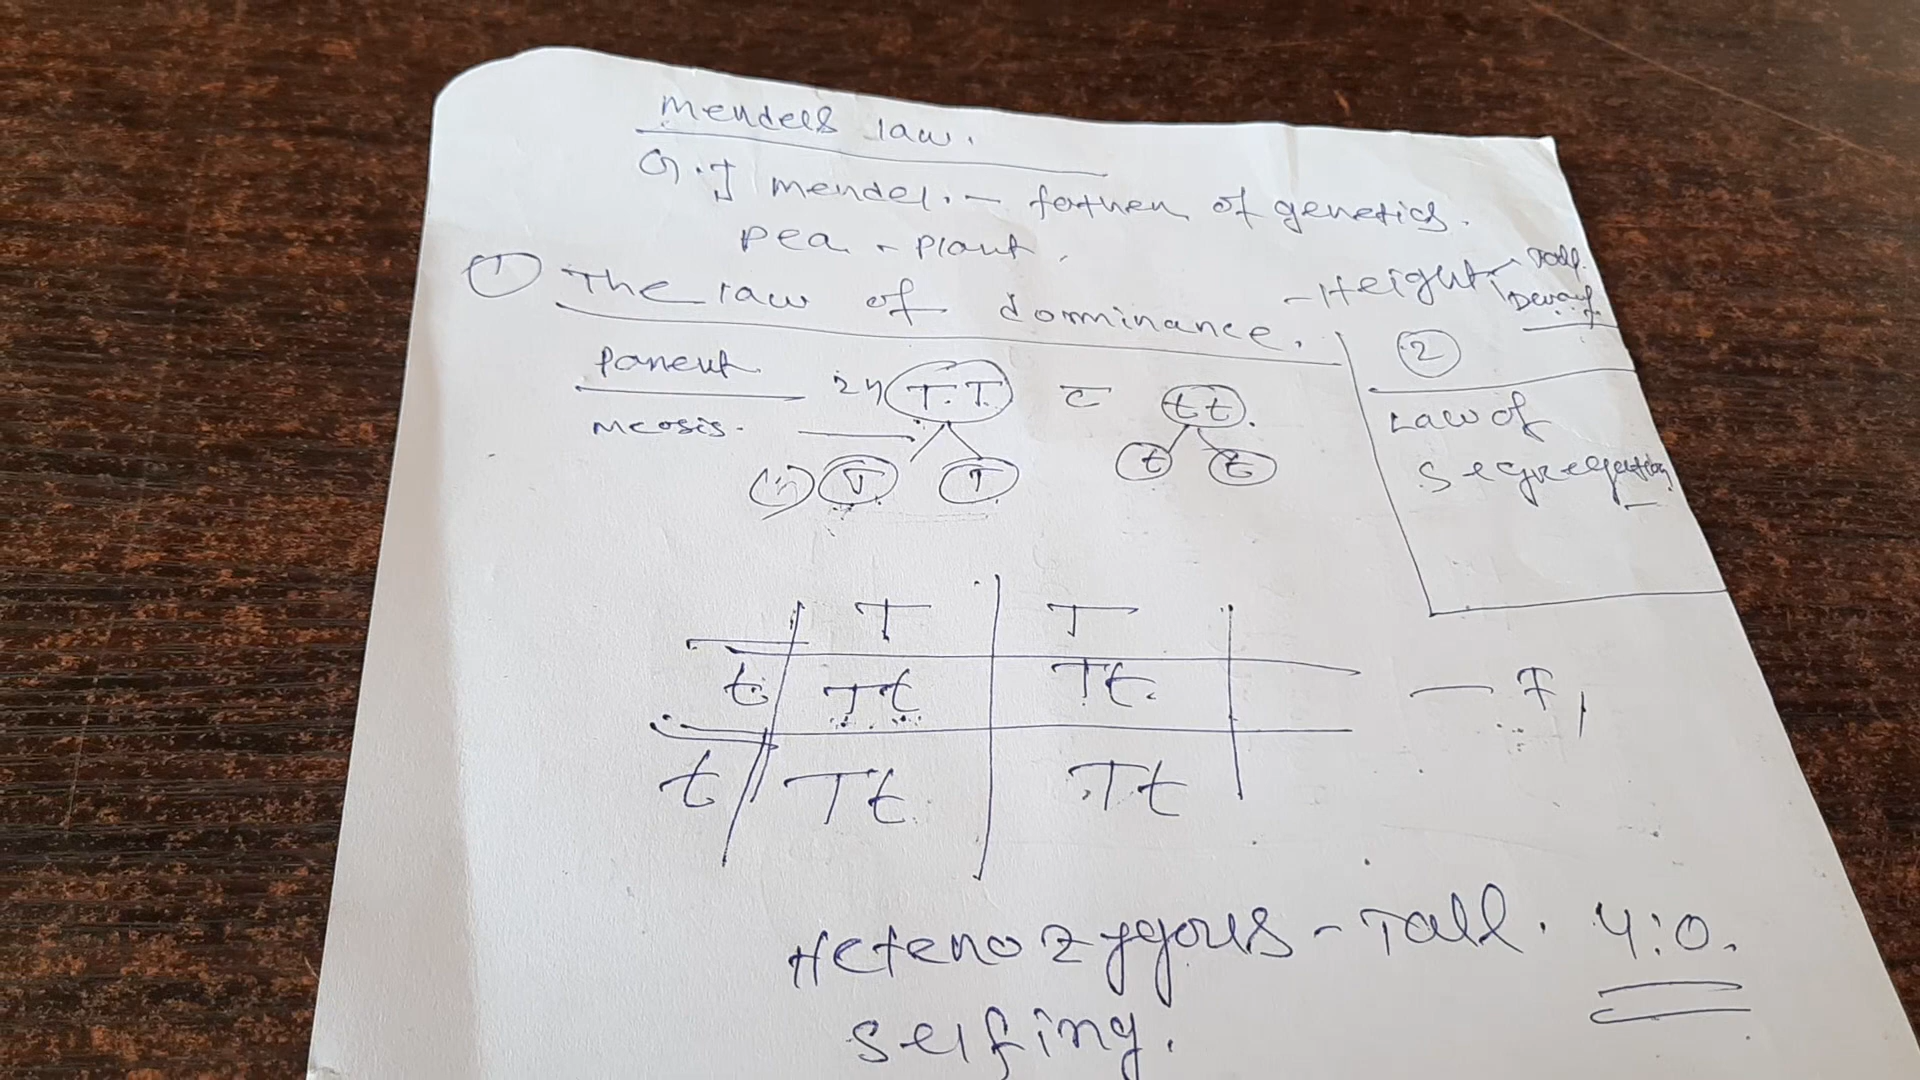 Mendels law.
G.J Mendel. - father of genetics.
Pea - Plant.
① The law of dominance.
- Height Tall.
Dwarf
Parent 2n T.T. tt.
Meosis. (n) T T t t
②
Law of
Segregation
T T
t Tt Tt. - F1
t Tt Tt
Heterozygous - Tall. 4:0.
Selfing.